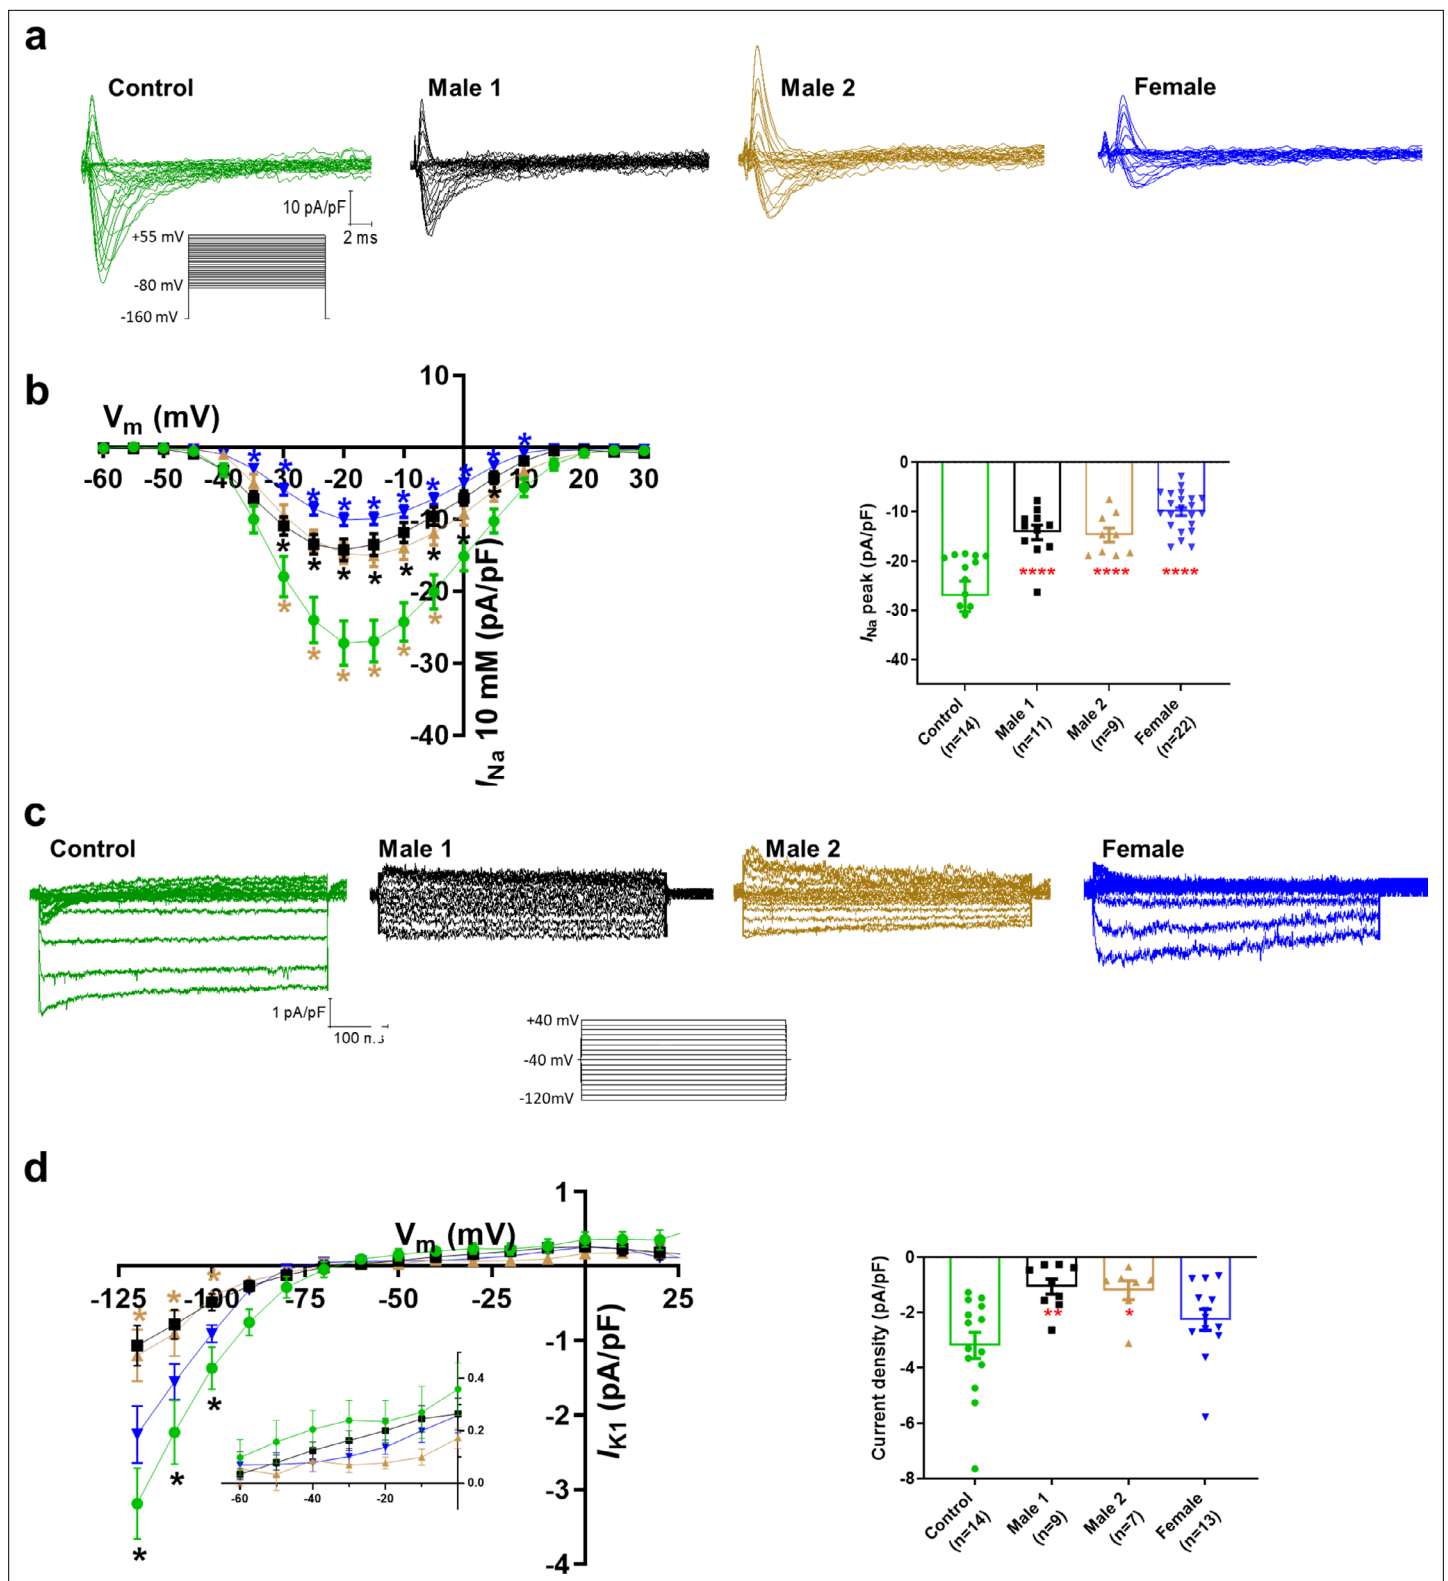 a
Control
Male 1
Male 2
Female
10 pA/pF
2 ms
+55 mV
-80 mV
-160 mV
b
Vm (mV)
10
-60 -50 -40 -30 -20 -10 10 20 30
-10
-20
-30
-40
INa 10 mM (pA/pF)
* * * * * * * * * *
* * * * * * * *
* * * * * *
0
-10
-20
-30
-40
INa peak (pA/pF)
**** **** ****
Control (n=14)
Male 1 (n=11)
Male 2 (n=9)
Female (n=22)
c
Control
Male 1
Male 2
Female
1 pA/pF
+40 mV
-40 mV
-120mV
d
Vm (mV)
1
-125 -100 -75 -50 -25 25
-1
-2
-3
-4
IK1 (pA/pF)
* * *
* * *
0.4
0.2
0.0
-60 -40 -20
0
-2
-4
-6
-8
Current density (pA/pF)
** *
Control (n=14)
Male 1 (n=9)
Male 2 (n=7)
Female (n=13)